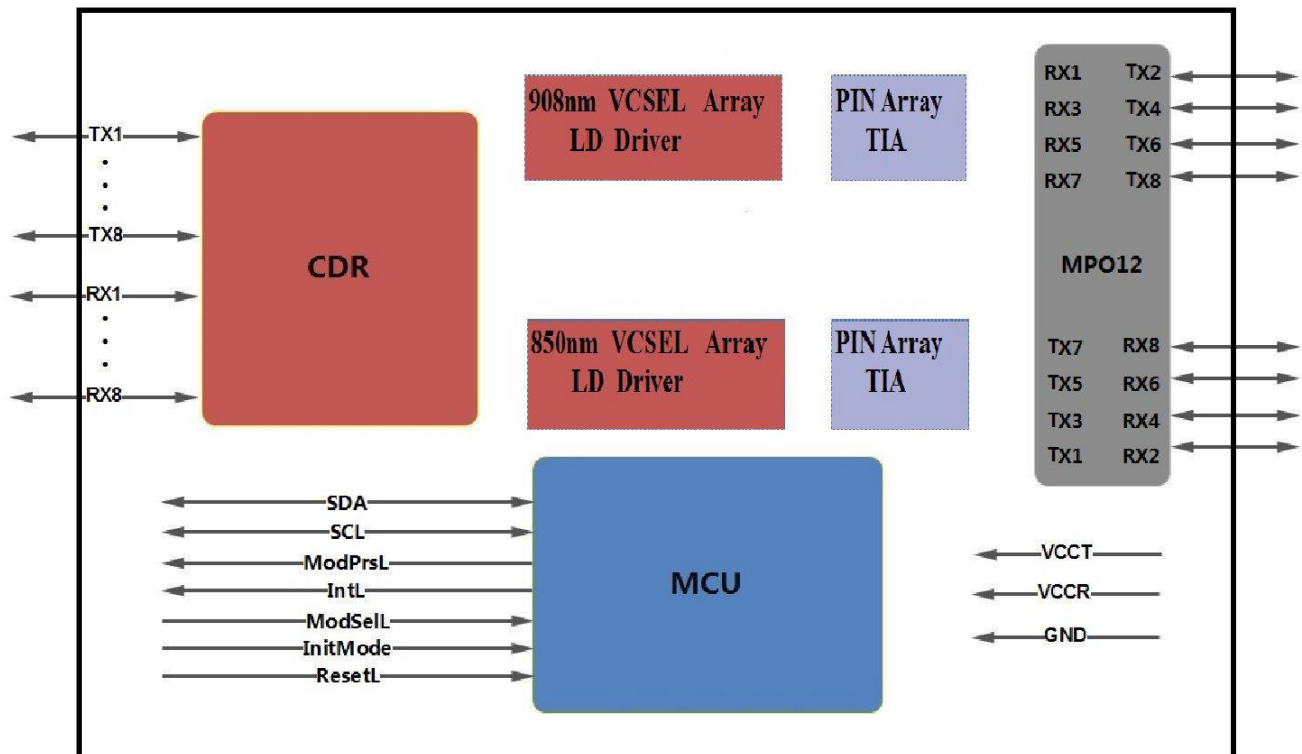 TX1
TX8
RX1
RX8
CDR
908nm VCSEL Array
LD Driver
PIN Array
TIA
850nm VCSEL Array
LD Driver
PIN Array
TIA
RX1 TX2
RX3 TX4
RX5 TX6
RX7 TX8
MPO12
TX7 RX8
TX5 RX6
TX3 RX4
TX1 RX2
SDA
SCL
ModPrsL
IntL
ModSelL
InitMode
ResetL
MCU
VCCT
VCCR
GND